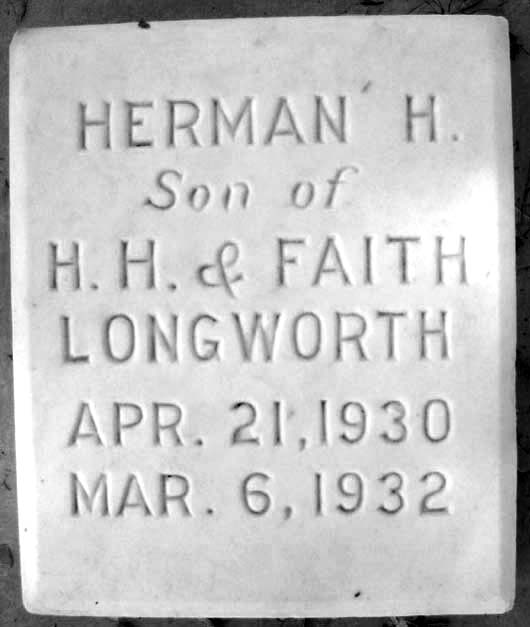 HERMAN H.
Son of
H. H. & FAITH
LONGWORTH
APR. 21, 1930
MAR. 6, 1932